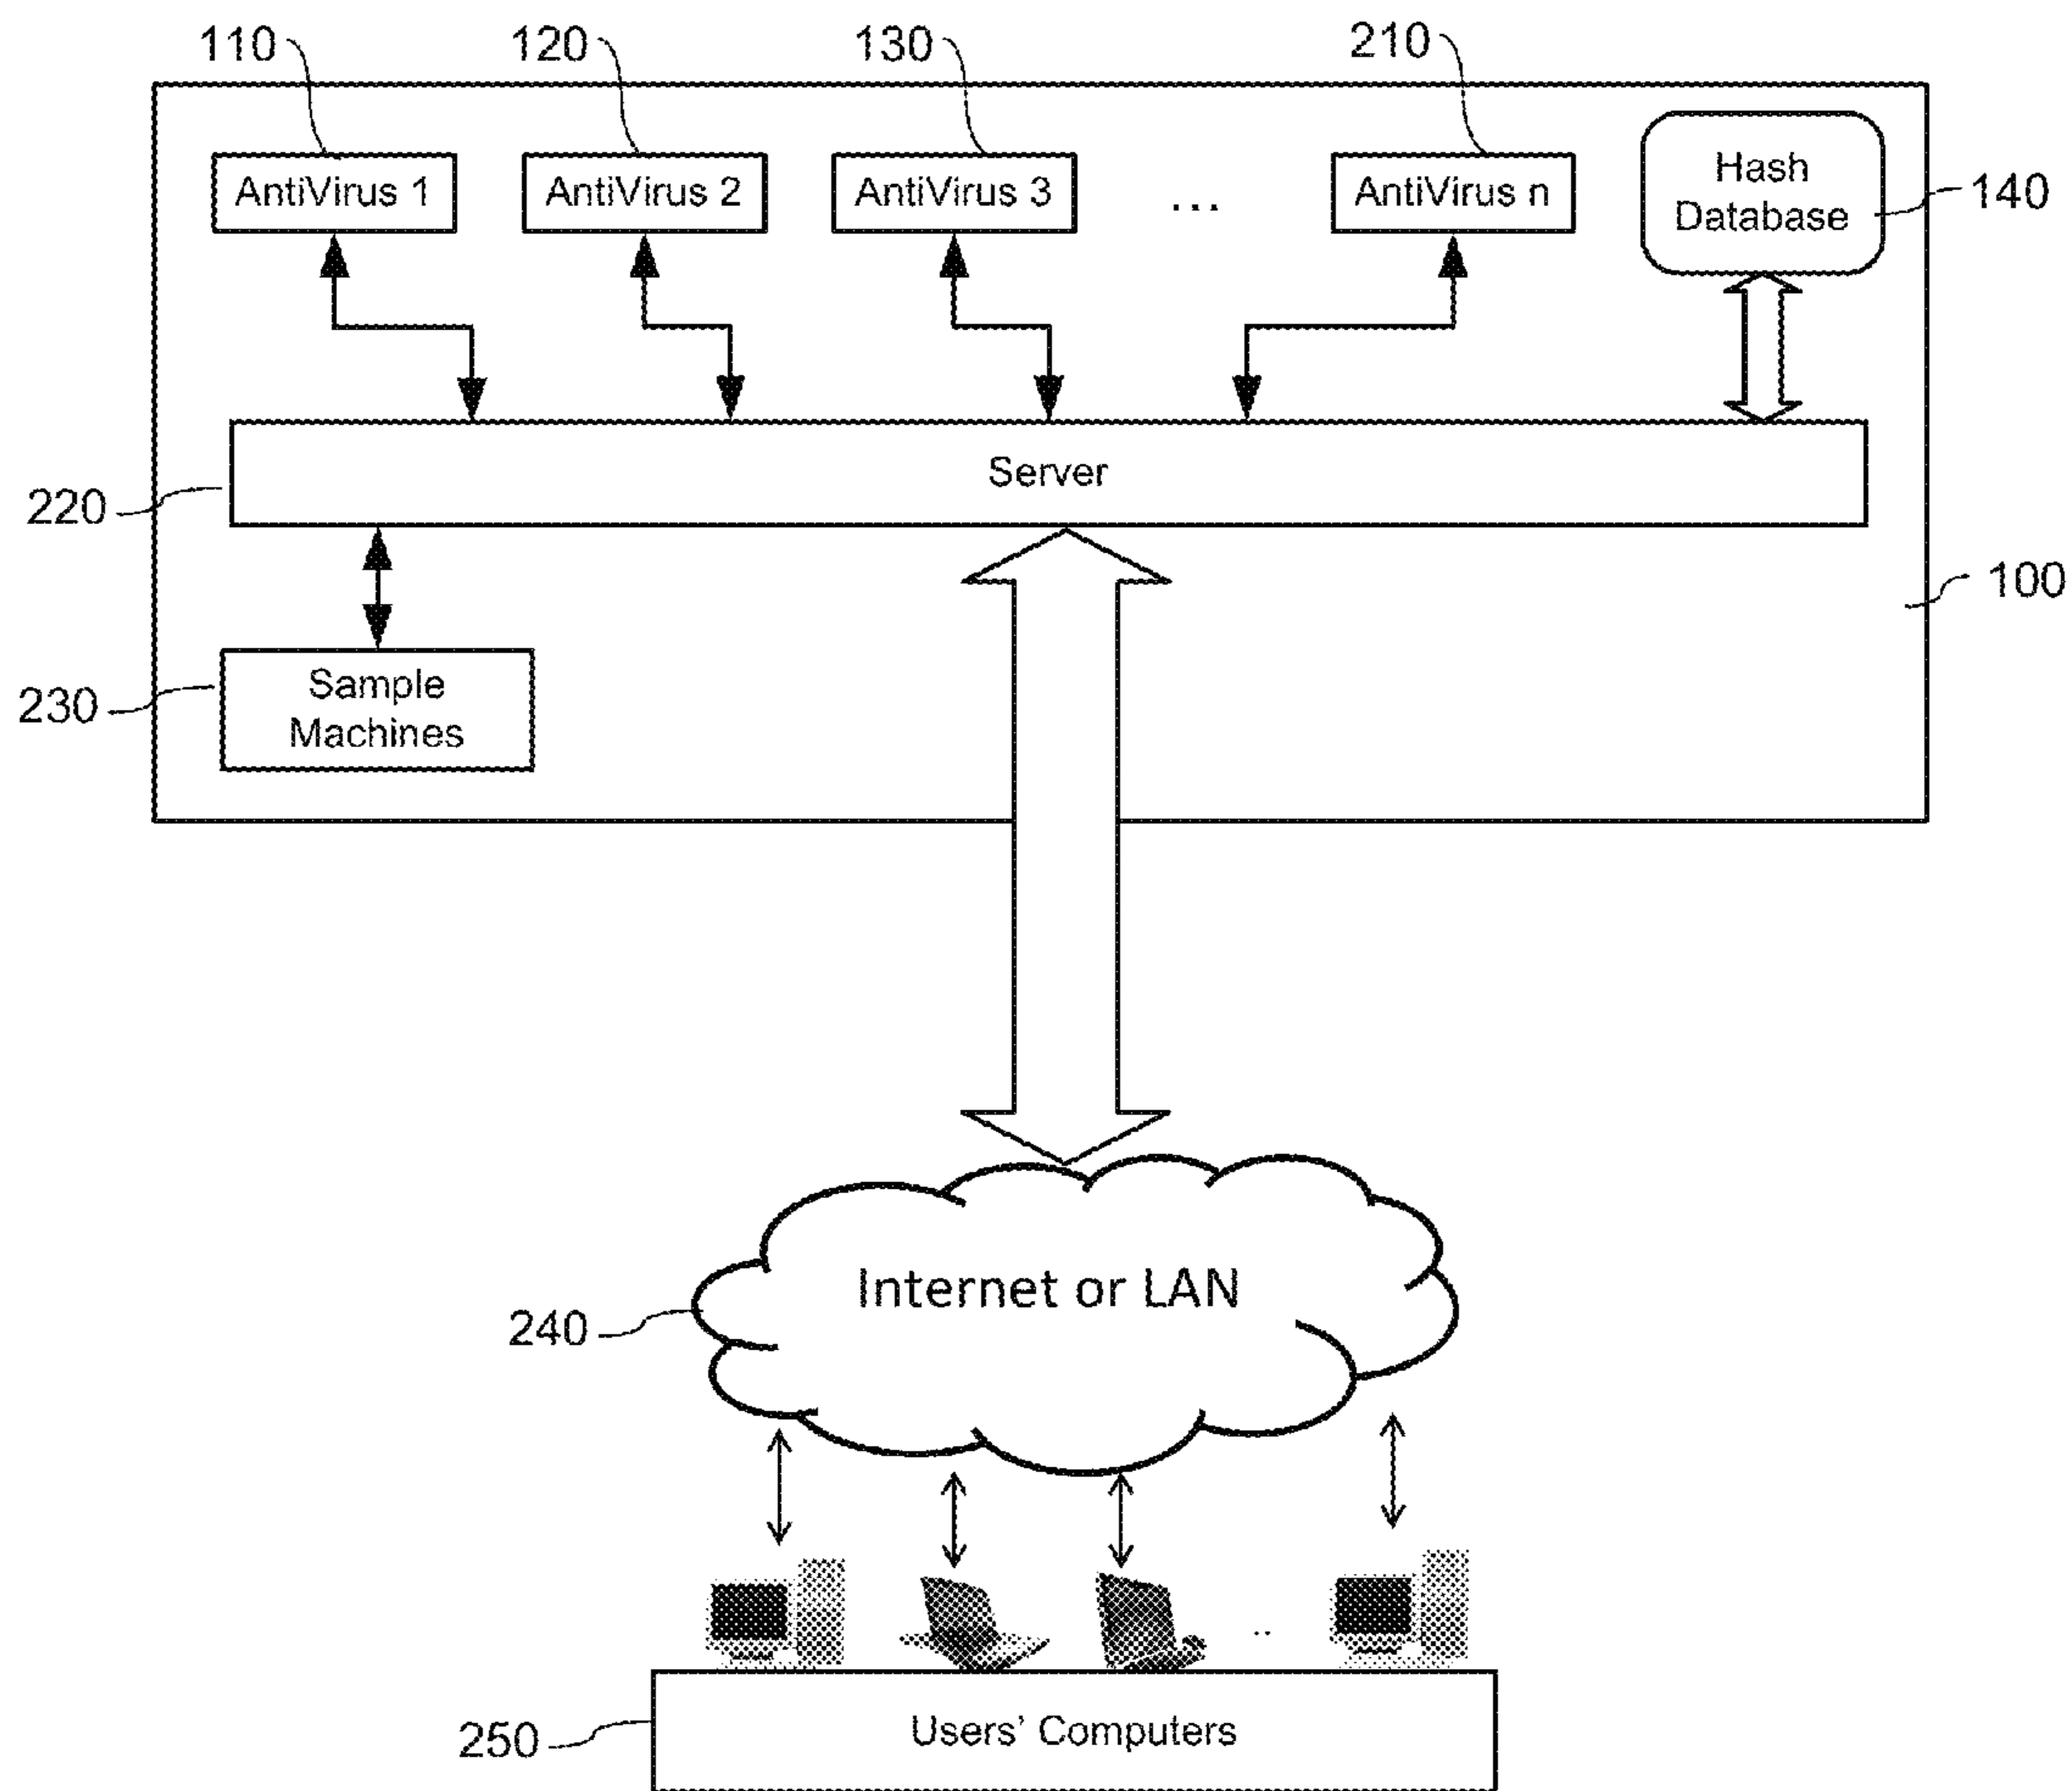 110
120
130
210
AntiVirus 1
AntiVirus 2
AntiVirus 3
...
AntiVirus n
Hash
Database
140
Server
220
100
Sample
Machines
230
Internet or LAN
240
..
Users' Computers
250